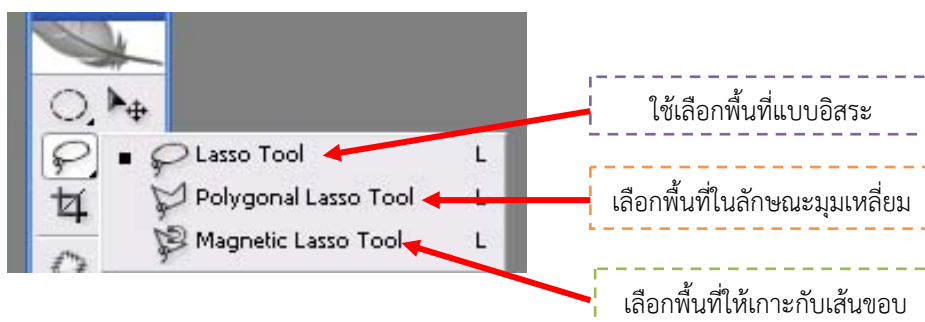 ใช้เลือกพื้นที่แบบอิสระ
Lasso Tool L
Polygonal Lasso Tool L
เลือกพื้นที่ในลักษณะมุมเหลี่ยม
Magnetic Lasso Tool L
เลือกพื้นที่ให้เกาะกับเส้นขอบ